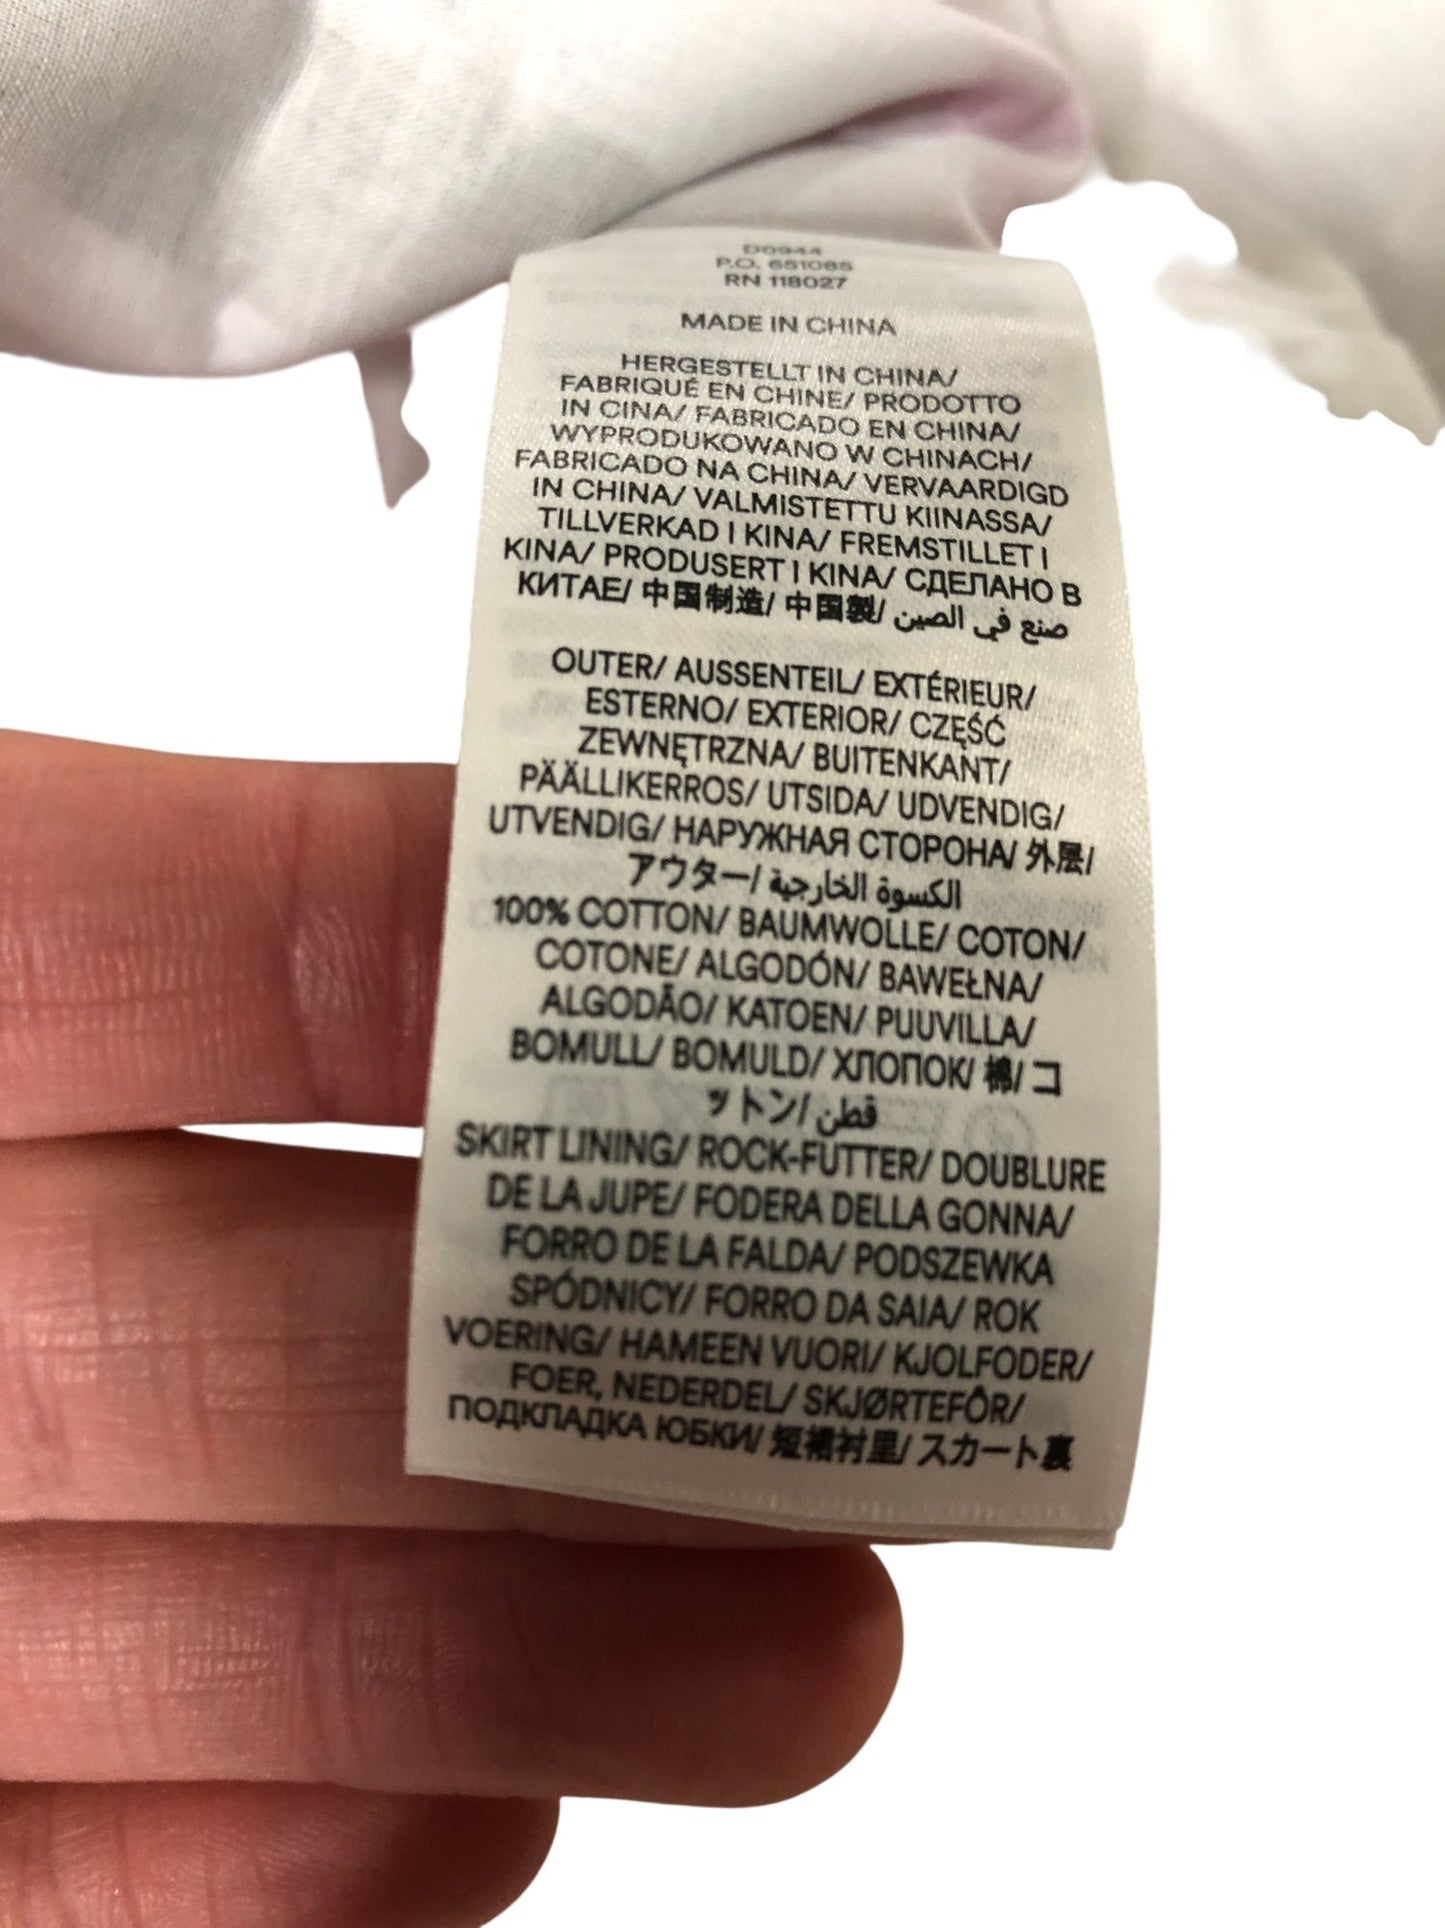 D0944
P.O. 651085
RN 118027
MADE IN CHINA
HERGESTELLT IN CHINA/
FABRIQUÉ EN CHINE/ PRODOTTO
IN CINA/ FABRICADO EN CHINA/
WYPRODUKOWANO W CHINACH/
FABRICADO NA CHINA/ VERVAARDIGD
IN CHINA/ VALMISTETTU KIINASSA/
TILLVERKAD I KINA/ FREMSTILLET I
KINA/ PRODUSERT I KINA/ СДЕЛАНО В
КИТАЕ/ 中国制造/ 中国製/ صنع في الصين
OUTER/ AUSSENTEIL/ EXTÉRIEUR/
ESTERNO/ EXTERIOR/ CZĘŚĆ
ZEWNĘTRZNA/ BUITENKANT/
PÄÄLLIKERROS/ UTSIDA/ UDVENDIG/
UTVENDIG/ НАРУЖНАЯ СТОРОНА/ 外层/
アウター/ الكسوة الخارجية
100% COTTON/ BAUMWOLLE/ COTON/
COTONE/ ALGODÓN/ BAWEŁNA/
ALGODÃO/ KATOEN/ PUUVILLA/
BOMULL/ BOMULD/ ХЛОПОК/ 棉/ コ
ットン/ قطن
SKIRT LINING/ ROCK-FUTTER/ DOUBLURE
DE LA JUPE/ FODERA DELLA GONNA/
FORRO DE LA FALDA/ PODSZEWKA
SPÓDNICY/ FORRO DA SAIA/ ROK
VOERING/ HAMEEN VUORI/ KJOLFODER/
FOER, NEDERDEL/ SKJØRTEFÔR/
ПОДКЛАДКА ЮБКИ/ 短裙衬里/ スカート裏